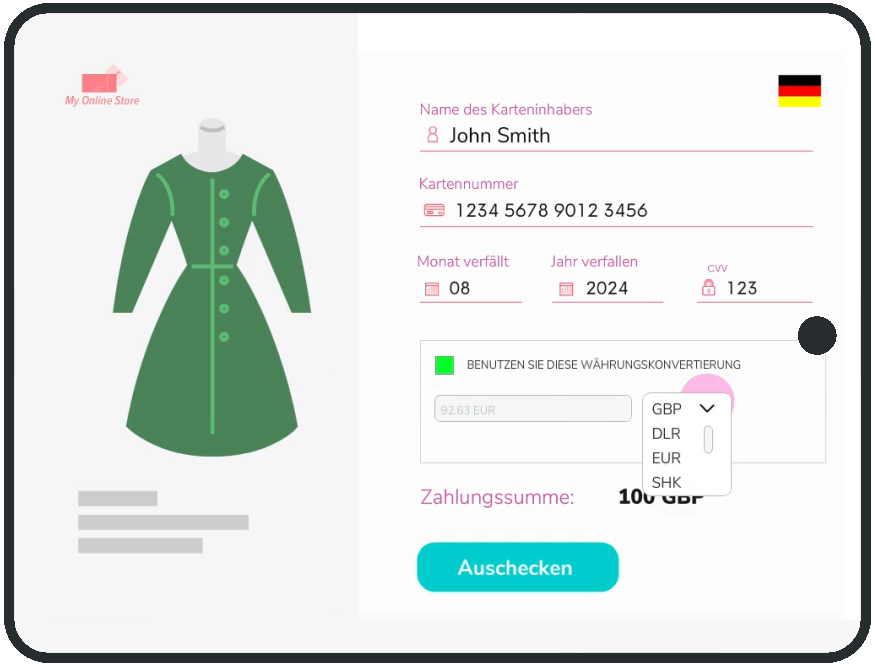 My Online Store
Name des Karteninhabers
John Smith
Kartennummer
1234 5678 9012 3456
Monat verfällt
08
Jahr verfallen
2024
CVV
123
BENUTZEN SIE DIESE WÄHRUNGSKONVERTIERUNG
92.63 EUR
GBP
DLR
EUR
SHK
Zahlungssumme: 100 GBP
Auschecken